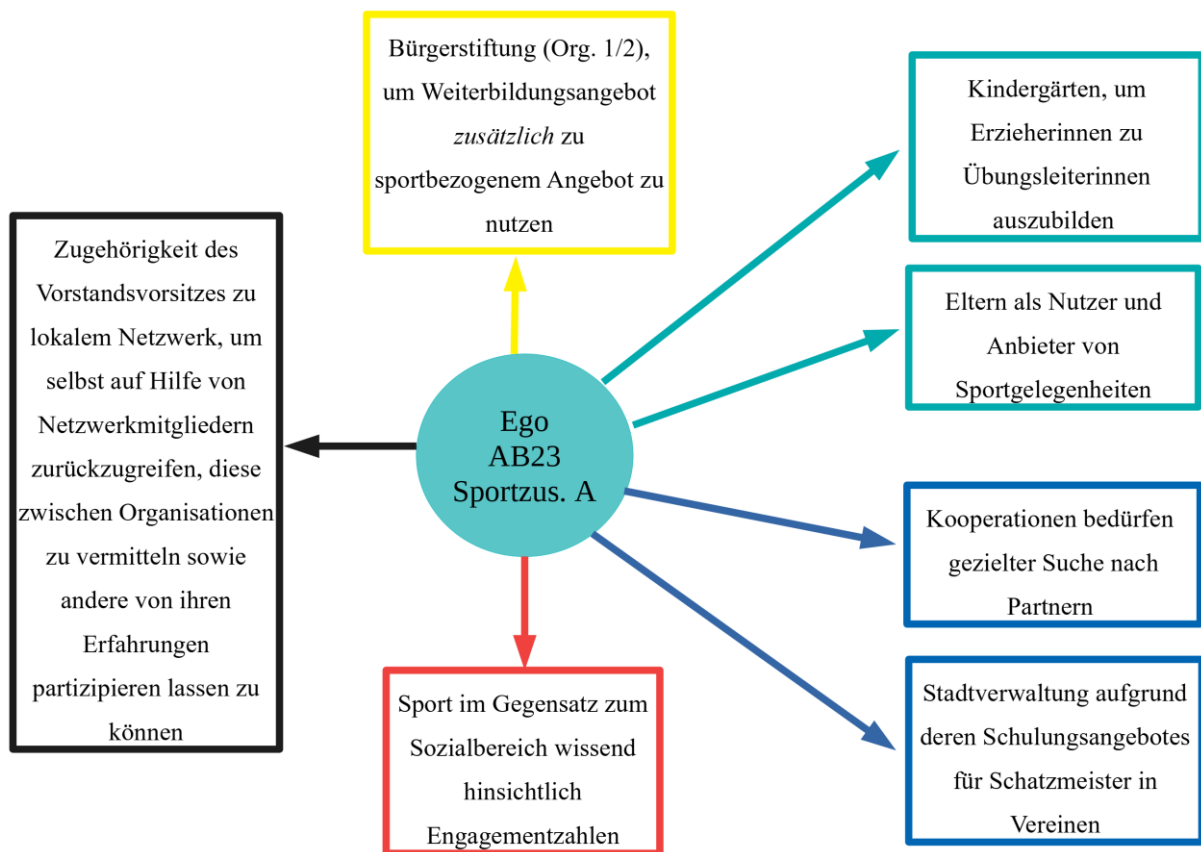 Bürgerstiftung (Org. 1/2),
um Weiterbildungsangebot
zusätzlich zu
sportbezogenem Angebot zu
nutzen
Kindergärten, um
Erzieherinnen zu
Übungsleiterinnen
auszubilden
Zugehörigkeit des
Vorstandsvorsitzes zu
lokalem Netzwerk, um
selbst auf Hilfe von
Netzwerkmitgliedern
zurückzugreifen, diese
zwischen Organisationen
zu vermitteln sowie
andere von ihren
Erfahrungen
partizipieren lassen zu
können
Eltern als Nutzer und
Anbieter von
Sportgelegenheiten
Ego
AB23
Sportzus. A
Kooperationen bedürfen
gezielter Suche nach
Partnern
Sport im Gegensatz zum
Sozialbereich wissend
hinsichtlich
Engagementzahlen
Stadtverwaltung aufgrund
deren Schulungsangebotes
für Schatzmeister in
Vereinen